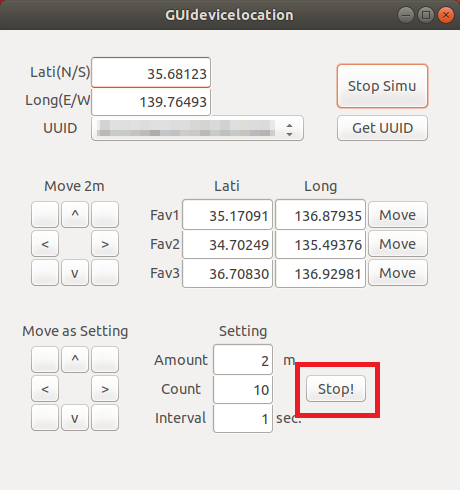 GUIdevicelocation
Lati(N/S) 35.68123
Stop Simu
Long(E/W 139.76493
UUID
Get UUID
Move 2m
Lati Long
^
Fav1 35.17091 136.87935 Move
< >
Fav2 34.70249 135.49376 Move
v
Fav3 36.70830 136.92981 Move
Move as Setting
Setting
^
Amount 2 m
< >
Count 10
Stop!
v
Interval 1 sec.